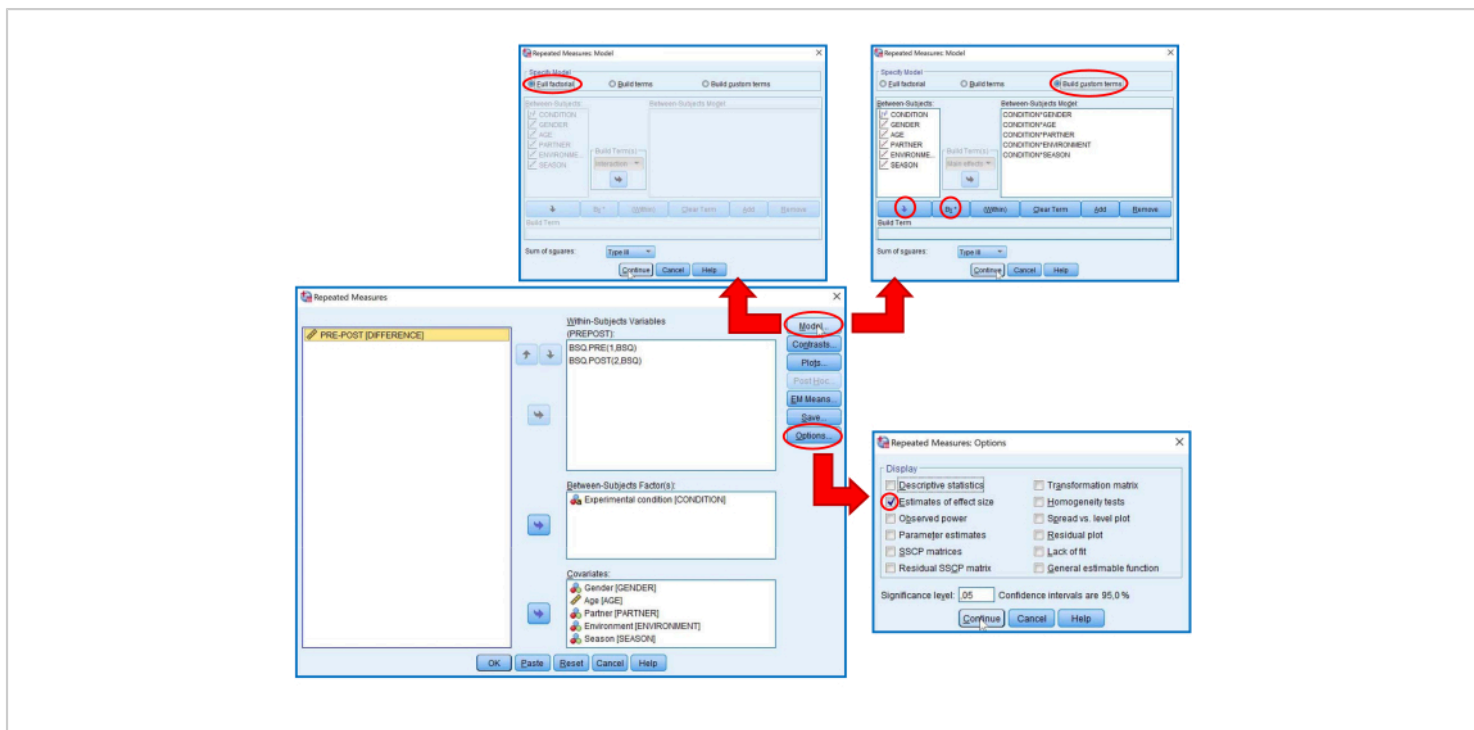 Repeated Measures: Model
Specify Model
Full factorial Build terms Build custom terms
Between-Subjects: Between-Subjects Model:
CONDITION
GENDER
AGE
PARTNER
ENVIRONME...
SEASON
Build Term(s)
Interaction
By * (Within) Clear Term Add Remove
Build Term
Sum of squares: Type III
Continue Cancel Help
Repeated Measures: Model
Specify Model
Full factorial Build terms Build custom terms
Between-Subjects: Between-Subjects Model:
CONDITION CONDITION*GENDER
GENDER CONDITION*AGE
AGE CONDITION*PARTNER
PARTNER CONDITION*ENVIRONMENT
ENVIRONME... CONDITION*SEASON
SEASON
Build Term(s)
Main effects
By * (Within) Clear Term Add Remove
Build Term
Sum of squares: Type III
Continue Cancel Help
Repeated Measures
PRE-POST [DIFFERENCE]
Within-Subjects Variables
(PREPOST):
BSQ.PRE(1,BSQ)
BSQ.POST(2,BSQ)
Between-Subjects Factor(s):
Experimental condition [CONDITION]
Covariates:
Gender [GENDER]
Age [AGE]
Partner [PARTNER]
Environment [ENVIRONMENT]
Season [SEASON]
Model...
Contrasts...
Plots...
Post Hoc...
EM Means...
Save...
Options...
OK Paste Reset Cancel Help
Repeated Measures: Options
Display
Descriptive statistics Transformation matrix
Estimates of effect size Homogeneity tests
Observed power Spread vs. level plot
Parameter estimates Residual plot
SSCP matrices Lack of fit
Residual SSCP matrix General estimable function
Significance level: .05 Confidence intervals are 95,0 %
Continue Cancel Help